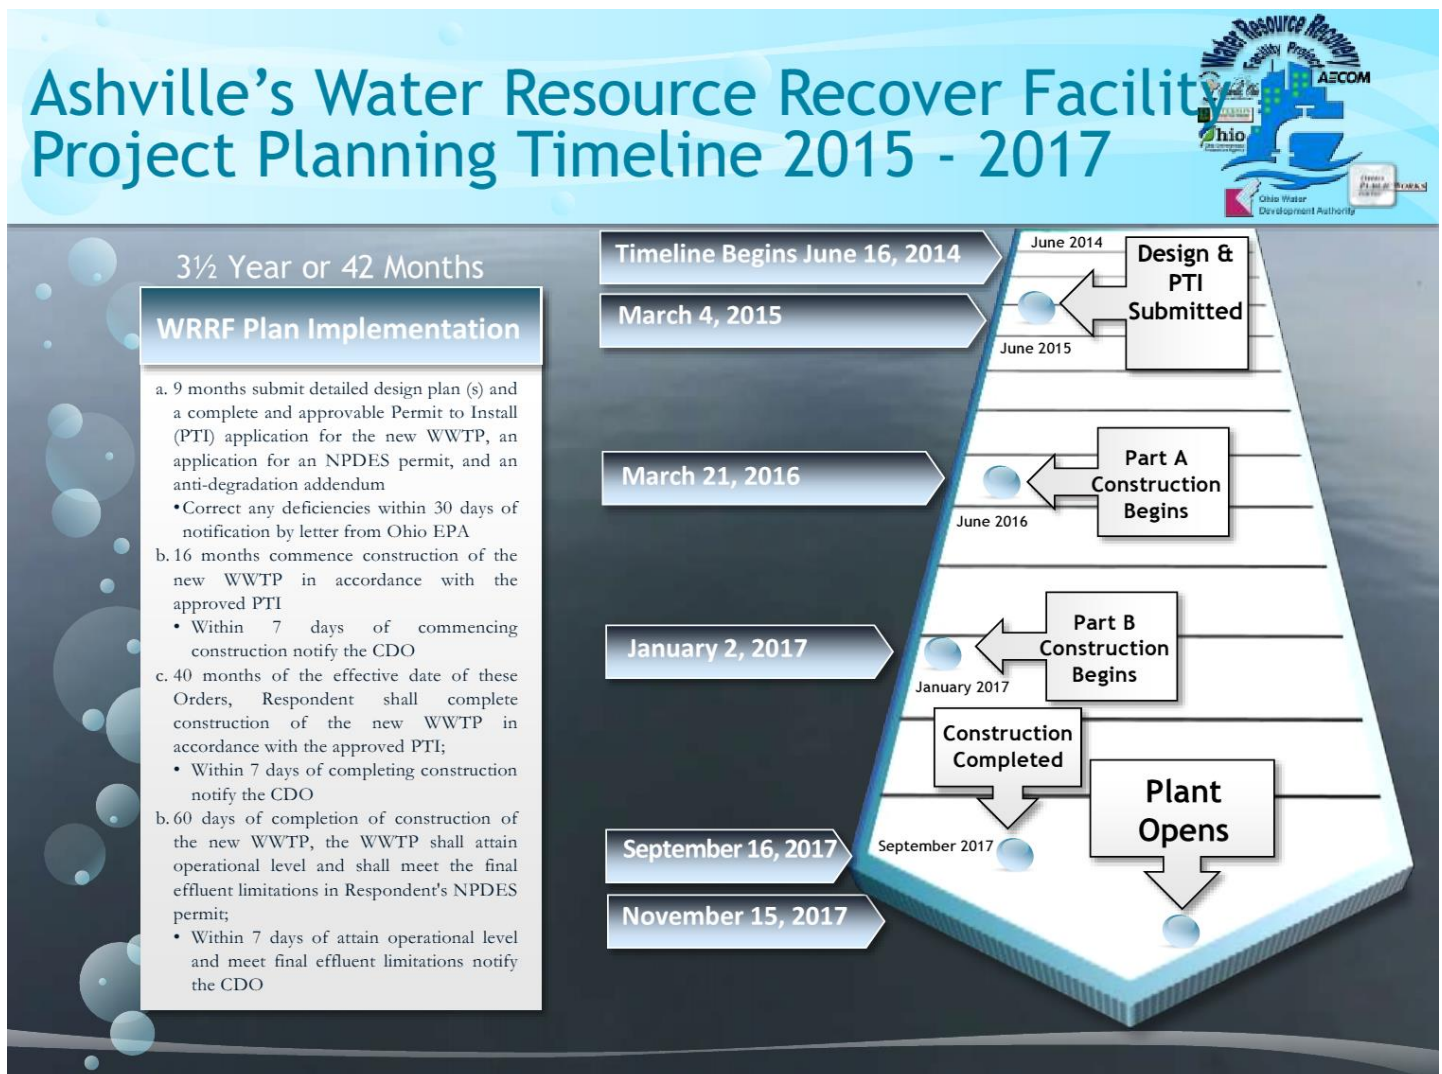 Ashville’s Water Resource Recover Facility
Project Planning Timeline 2015 - 2017
Water Resource Recovery
Facility Project
AECOM
Ohio
Ohio Water
Development Authority
3½ Year or 42 Months
WRRF Plan Implementation
a. 9 months submit detailed design plan (s) and
a complete and approvable Permit to Install
(PTI) application for the new WWTP, an
application for an NPDES permit, and an
anti-degradation addendum
•Correct any deficiencies within 30 days of
notification by letter from Ohio EPA
b. 16 months commence construction of the
new WWTP in accordance with the
approved PTI
• Within 7 days of commencing
construction notify the CDO
c. 40 months of the effective date of these
Orders, Respondent shall complete
construction of the new WWTP in
accordance with the approved PTI;
• Within 7 days of completing construction
notify the CDO
b. 60 days of completion of construction of
the new WWTP, the WWTP shall attain
operational level and shall meet the final
effluent limitations in Respondent's NPDES
permit;
• Within 7 days of attain operational level
and meet final effluent limitations notify
the CDO
Timeline Begins June 16, 2014
March 4, 2015
March 21, 2016
January 2, 2017
September 16, 2017
November 15, 2017
June 2014
Design &
PTI
Submitted
June 2015
Part A
Construction
Begins
June 2016
Part B
Construction
Begins
January 2017
Construction
Completed
September 2017
Plant
Opens